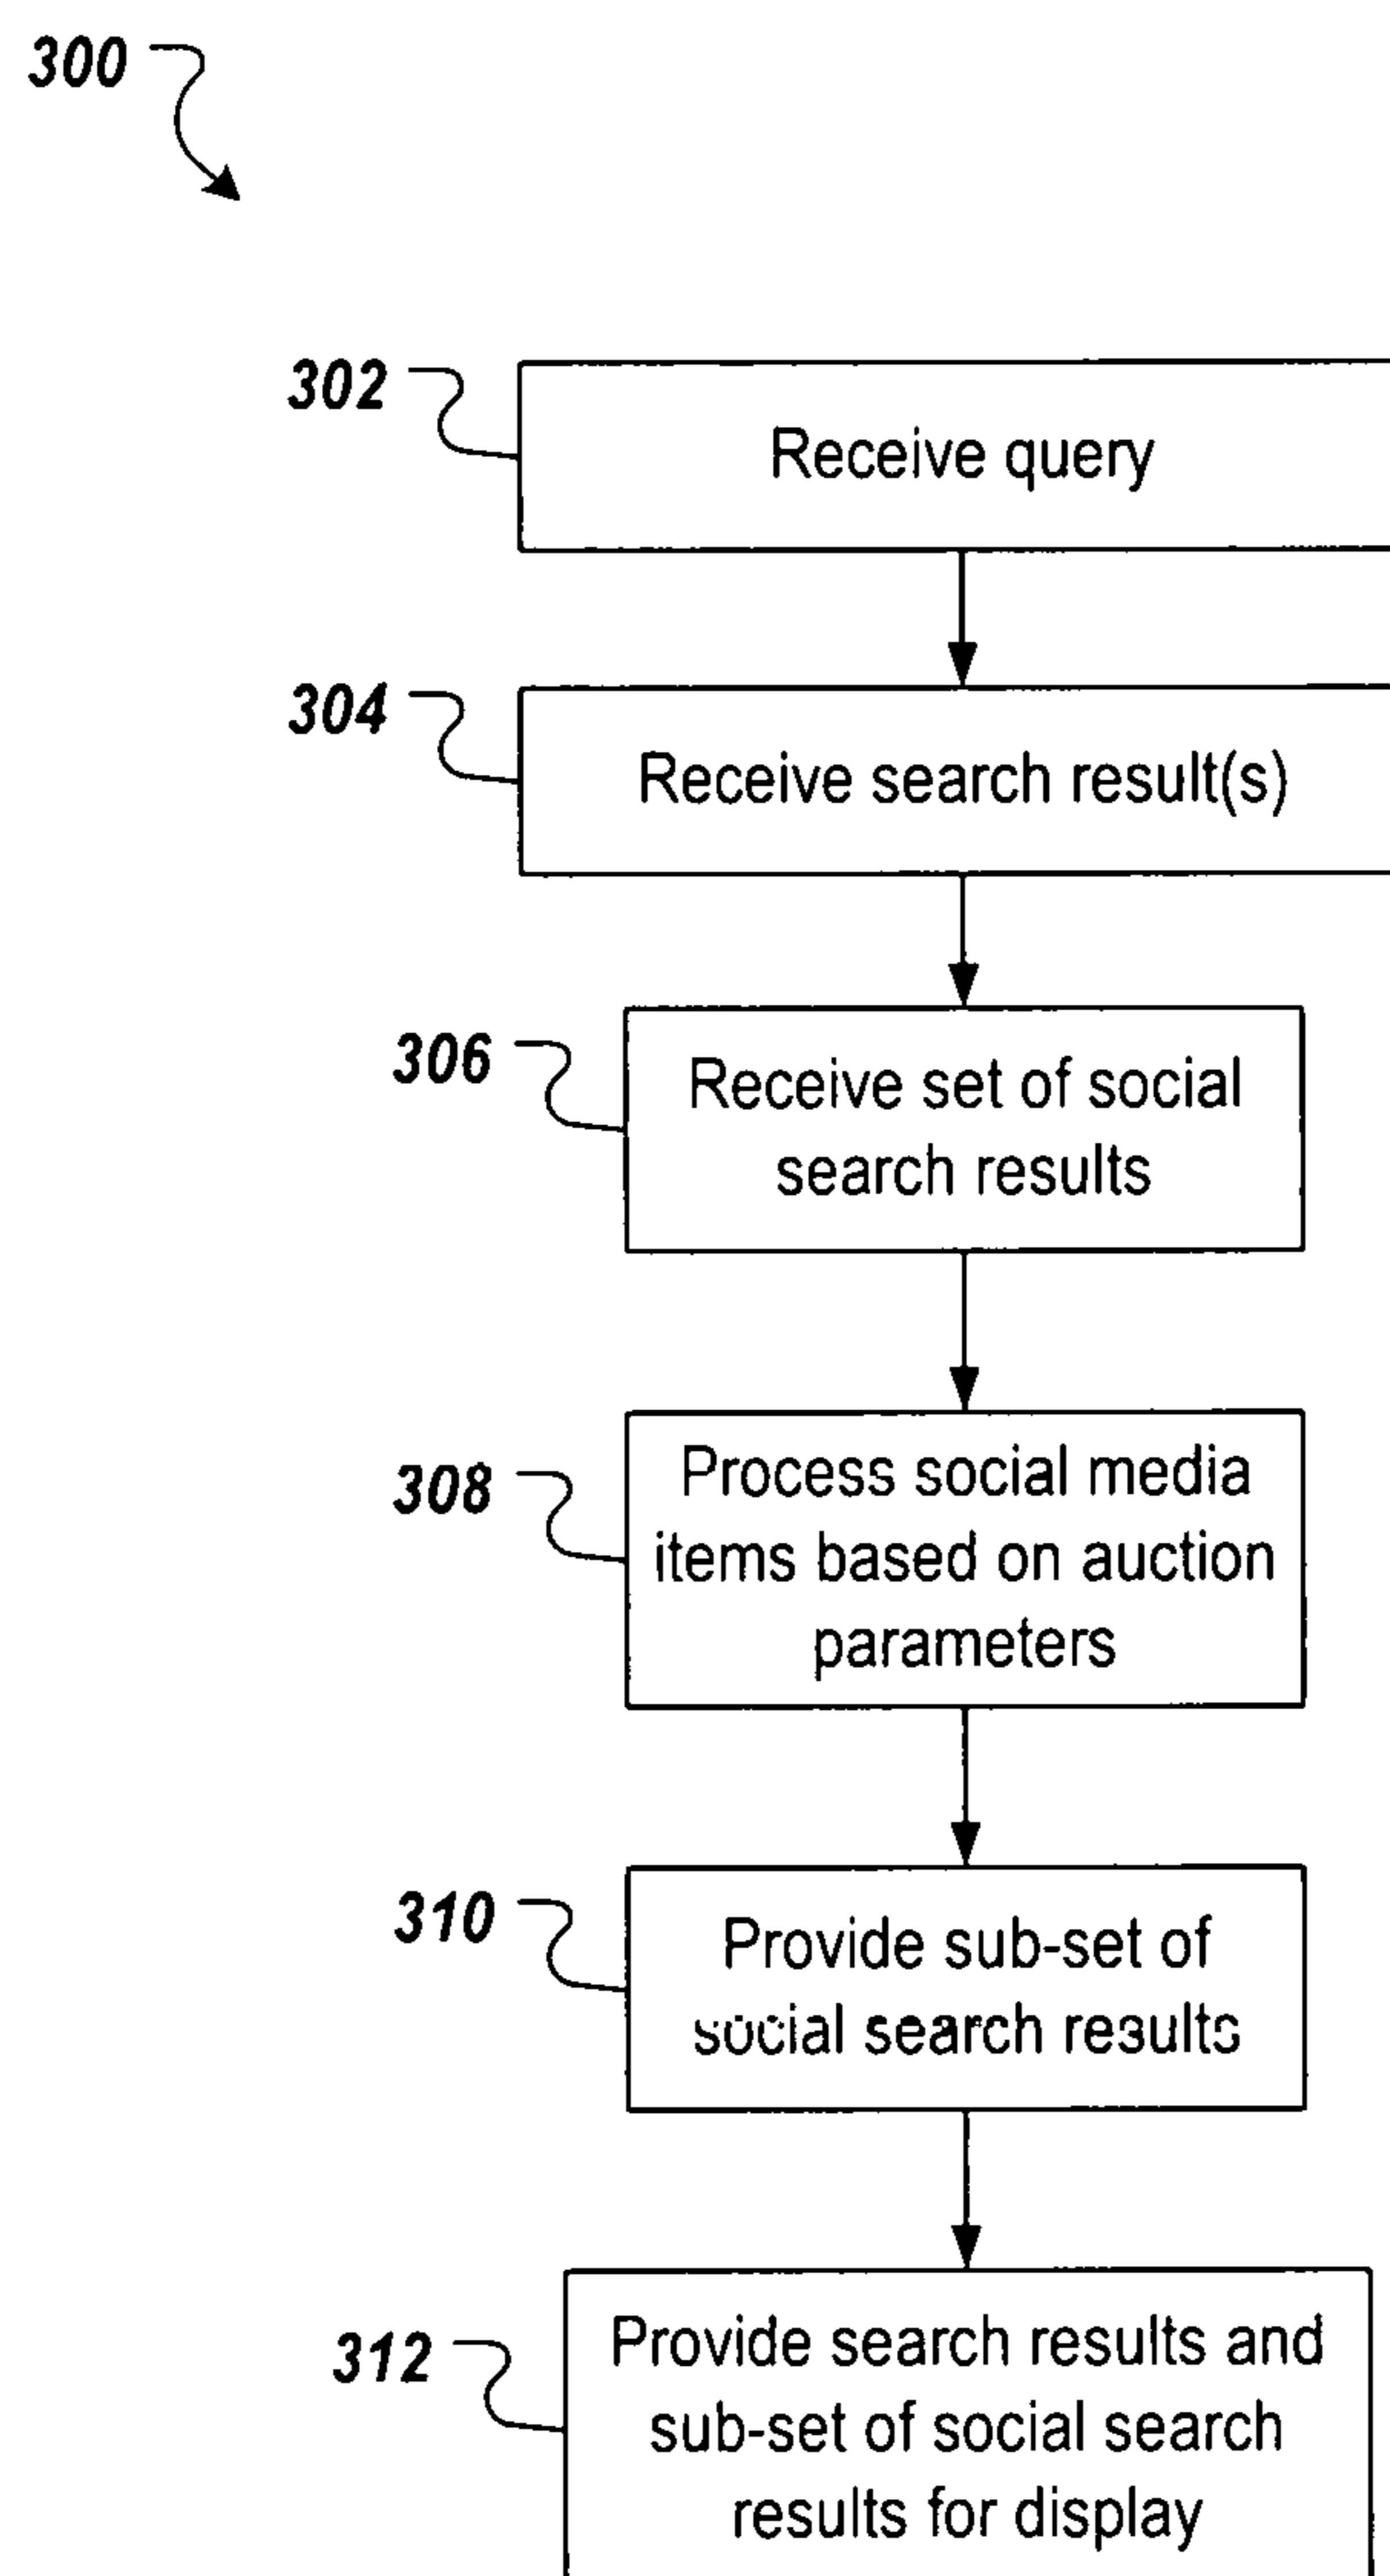 300
302
Receive query
304
Receive search result(s)
306
Receive set of social
search results
308
Process social media
items based on auction
parameters
310
Provide sub-set of
social search results
312
Provide search results and
sub-set of social search
results for display